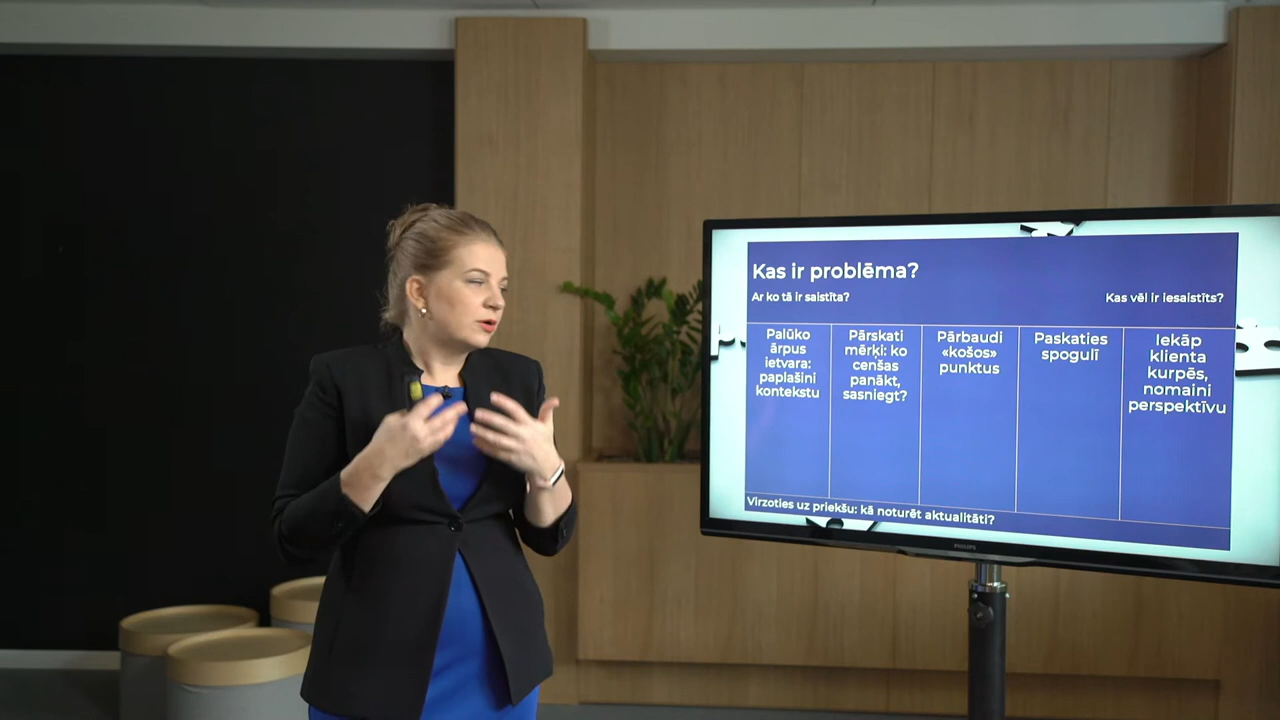 Kas ir problēma?
Ar ko tā ir saistīta?
Kas vēl ir iesaistīts?
Palūko
ārpus
ietvara:
paplašini
kontekstu
Pārskati
mērķi: ko
cenšas
panākt,
sasniegt?
Pārbaudi
«košos»
punktus
Paskaties
spogulī
Iekāp
klienta
kurpēs,
nomaini
perspektīvu
Virzoties uz priekšu: kā noturēt aktualitāti?
PHILIPS